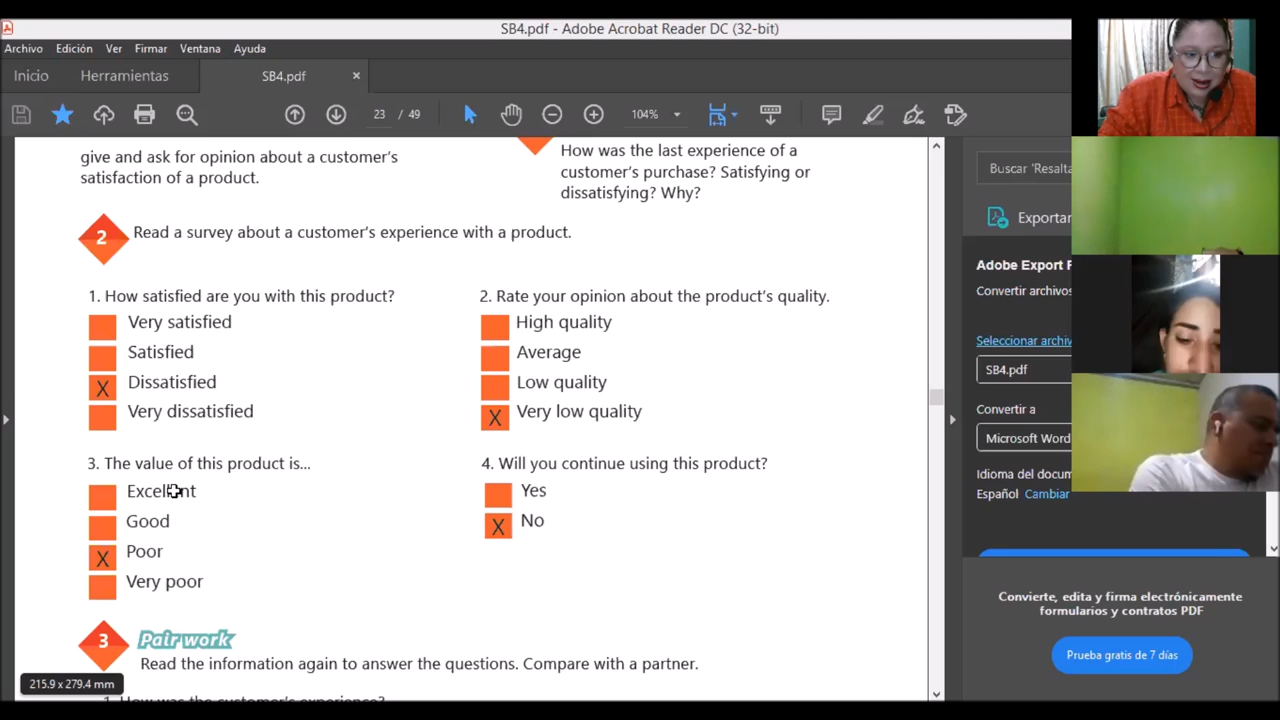 SB4.pdf - Adobe Acrobat Reader DC (32-bit)
Archivo Edición Ver Firmar Ventana Ayuda
Inicio Herramientas SB4.pdf ×
23 / 49 104%
give and ask for opinion about a customer's
satisfaction of a product.
How was the last experience of a
customer's purchase? Satisfying or
dissatisfying? Why?
2 Read a survey about a customer's experience with a product.
1. How satisfied are you with this product?
Very satisfied
Satisfied
X Dissatisfied
Very dissatisfied
2. Rate your opinion about the product's quality.
High quality
Average
Low quality
X Very low quality
3. The value of this product is...
Excellent
Good
X Poor
Very poor
4. Will you continue using this product?
Yes
X No
3 Pair work
Read the information again to answer the questions. Compare with a partner.
1. How was the customer's experience?
215.9 x 279.4 mm
Buscar 'Resalta
Exportar
Adobe Export P
Convertir archivos
Seleccionar archiv
SB4.pdf
Convertir a
Microsoft Word
Idioma del docum
Español Cambiar
Convierte, edita y firma electrónicamente
formularios y contratos PDF
Prueba gratis de 7 días